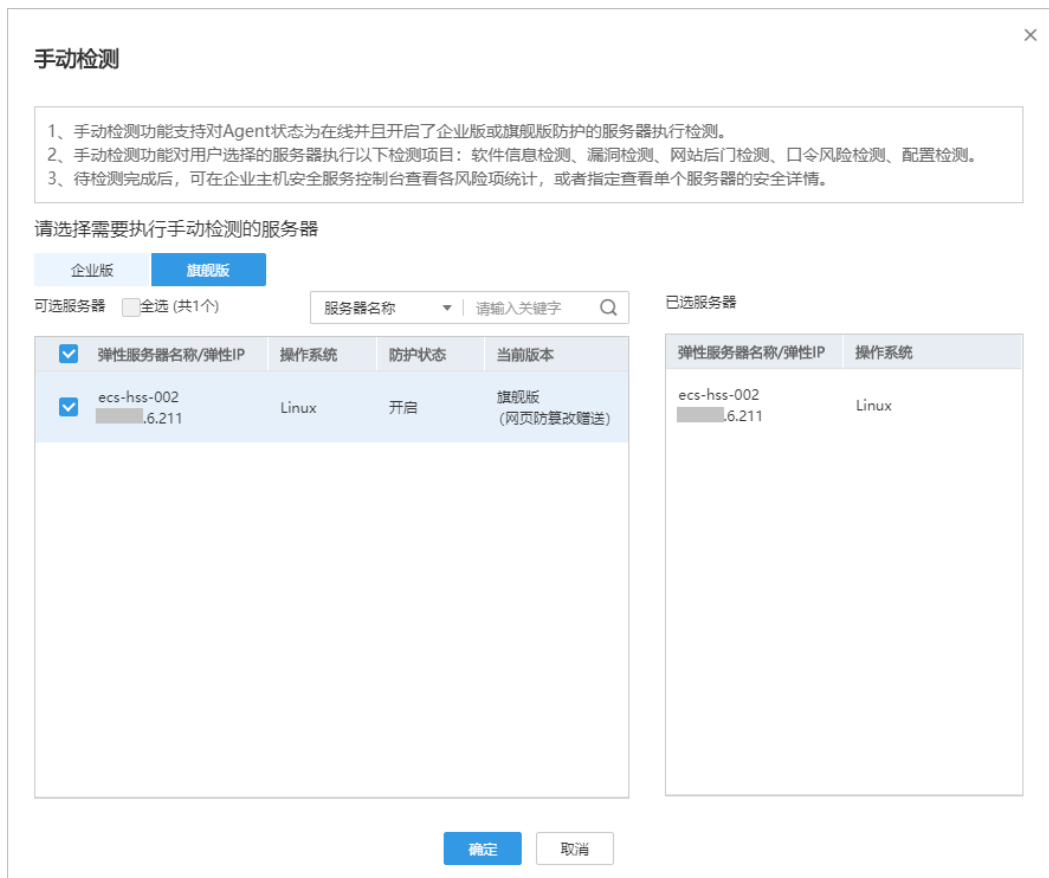 手动检测
1、手动检测功能支持对Agent状态为在线并且开启了企业版或旗舰版防护的服务器执行检测。
2、手动检测功能对用户选择的服务器执行以下检测项目：软件信息检测、漏洞检测、网站后门检测、口令风险检测、配置检测。
3、待检测完成后，可在企业主机安全服务控制台查看各风险项统计，或者指定查看单个服务器的安全详情。
请选择需要执行手动检测的服务器
企业版 旗舰版
可选服务器 全选 (共1个) 服务器名称 请输入关键字 已选服务器
弹性服务器名称/弹性IP 操作系统 防护状态 当前版本 弹性服务器名称/弹性IP 操作系统
ecs-hss-002 旗舰版 ecs-hss-002
Linux 开启 Linux
.6.211 (网页防篡改赠送) .6.211
确定 取消